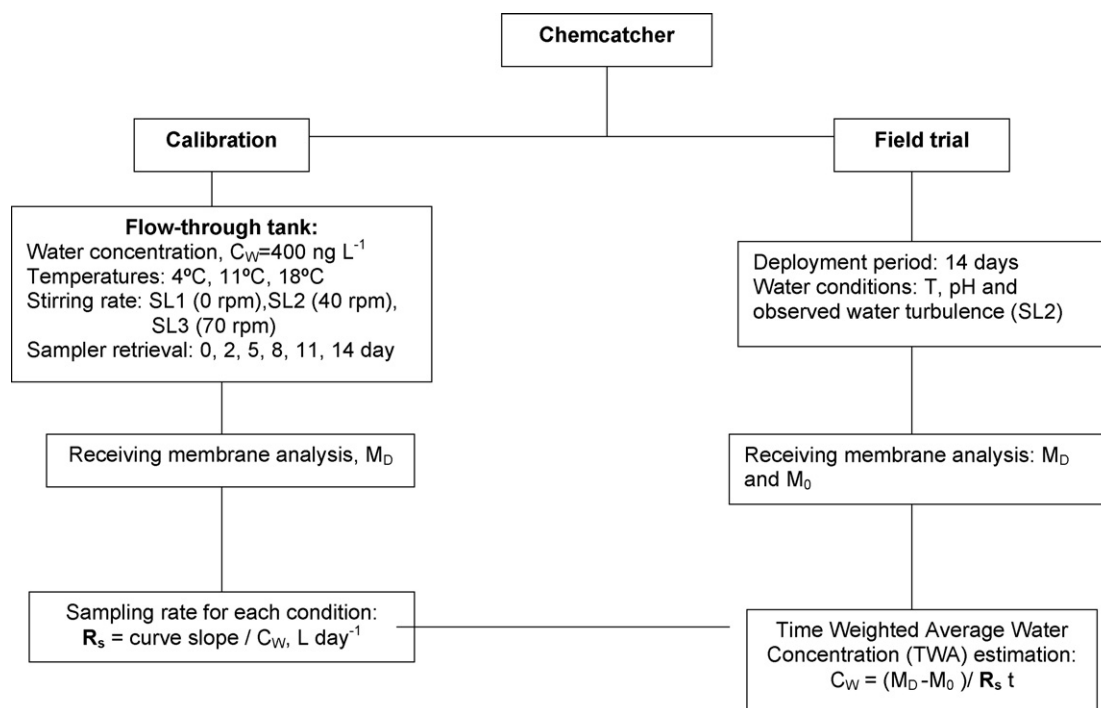 Chemcatcher
Calibration
Field trial
Flow-through tank:
Water concentration, C_W=400 ng L⁻¹
Temperatures: 4ºC, 11ºC, 18ºC
Stirring rate: SL1 (0 rpm),SL2 (40 rpm),
SL3 (70 rpm)
Sampler retrieval: 0, 2, 5, 8, 11, 14 day
Deployment period: 14 days
Water conditions: T, pH and
observed water turbulence (SL2)
Receiving membrane analysis, M_D
Receiving membrane analysis: M_D
and M₀
Sampling rate for each condition:
R_s = curve slope / C_W, L day⁻¹
Time Weighted Average Water
Concentration (TWA) estimation:
C_W = (M_D -M₀ )/ R_s t